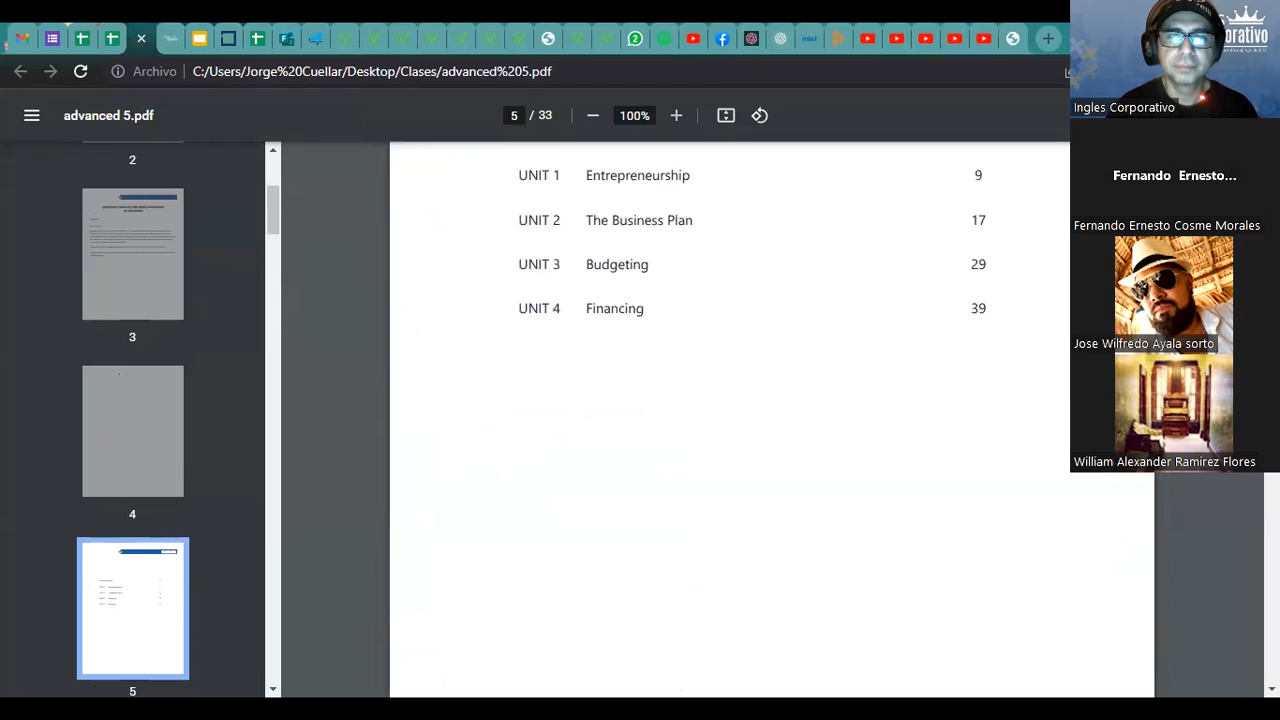 2
intel
Archivo
C:/Users/Jorge%20Cuellar/Desktop/Clases/advanced%205.pdf
advanced 5.pdf
5 / 33
100%
2
3
4
5
UNIT 1 Entrepreneurship 9
UNIT 2 The Business Plan 17
UNIT 3 Budgeting 29
UNIT 4 Financing 39
Ingles Corporativo
Fernando Ernesto...
Fernando Ernesto Cosme Morales
Jose Wilfredo Ayala sorto
William Alexander Ramirez Flores